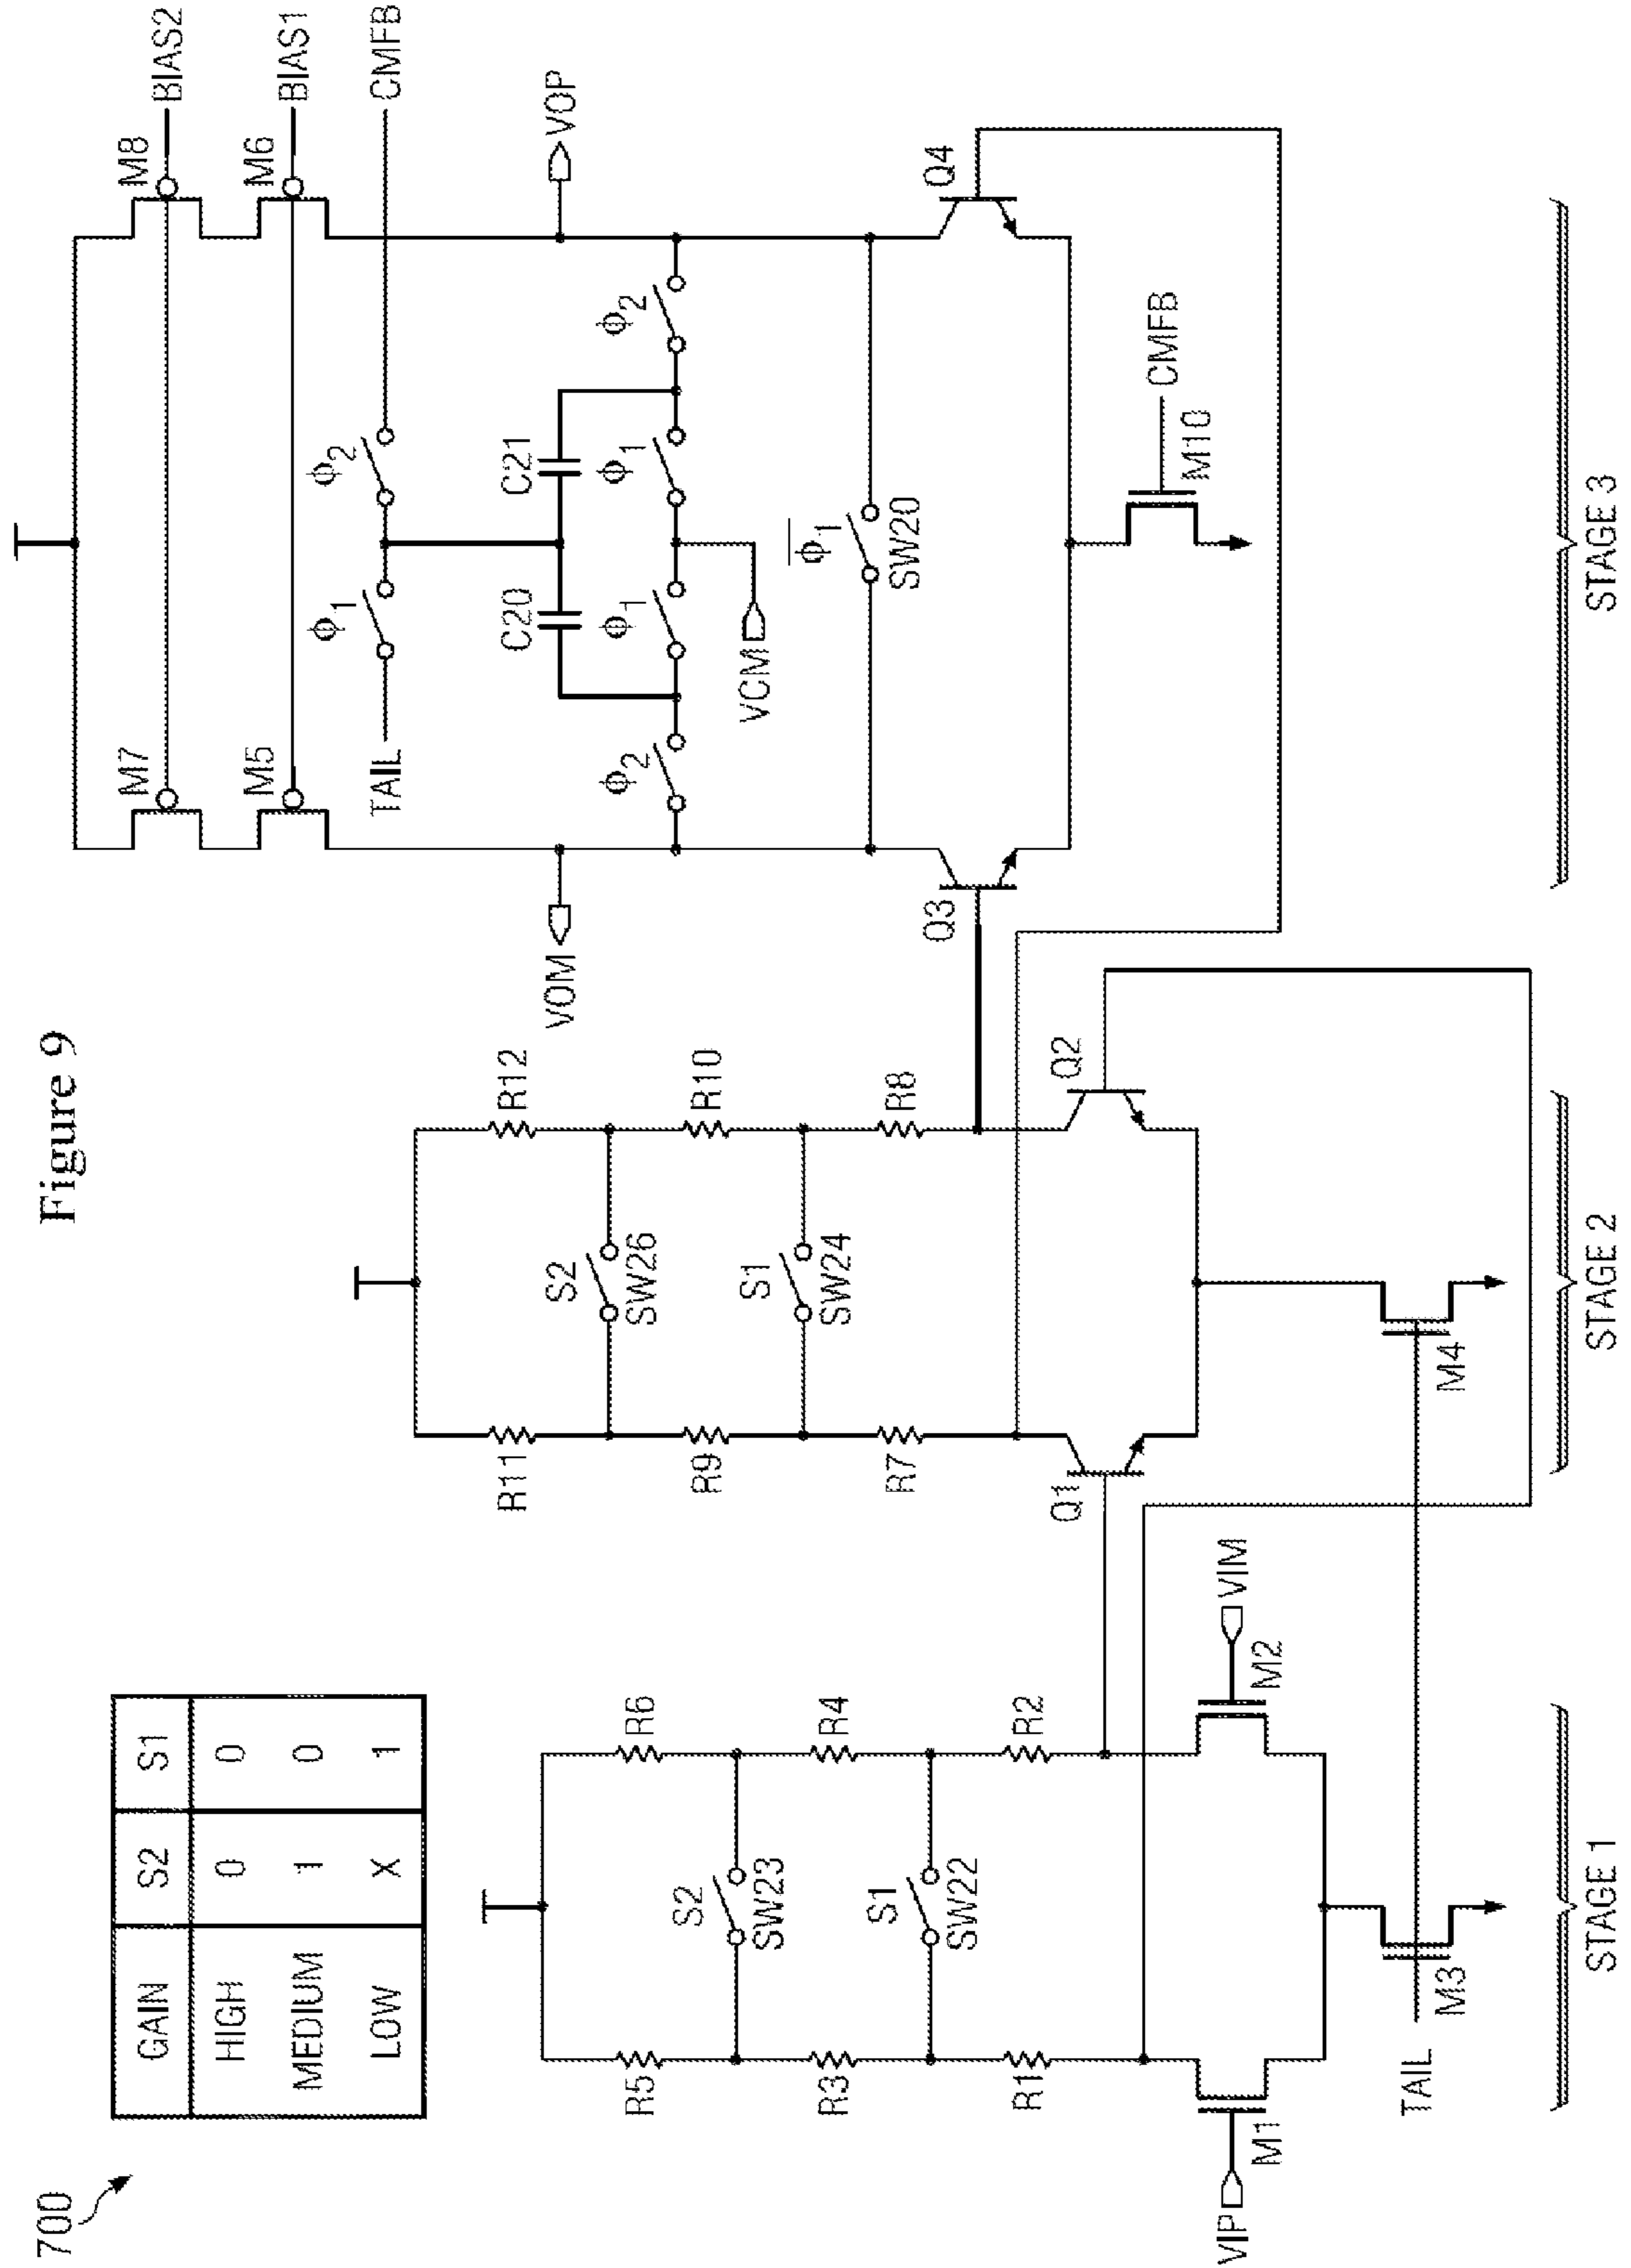 Figure 9
700
GAIN S2 S1
HIGH 0 0
MEDIUM 1 0
LOW X 1
R5
R6
S2
SW23
R3
R4
S1
SW22
R1
R2
VIP
M1
M2
VIM
TAIL
M3
STAGE 1
R11
R12
S2
SW26
R9
R10
S1
SW24
R7
R8
Q1
Q2
M4
STAGE 2
M7
M8
BIAS2
M5
M6
BIAS1
TAIL
ϕ1
ϕ2
CMFB
VOM
C20
C21
VOP
ϕ2
ϕ1
ϕ1
ϕ2
VCM
ϕ̅1
SW20
Q3
Q4
CMFB
M10
STAGE 3